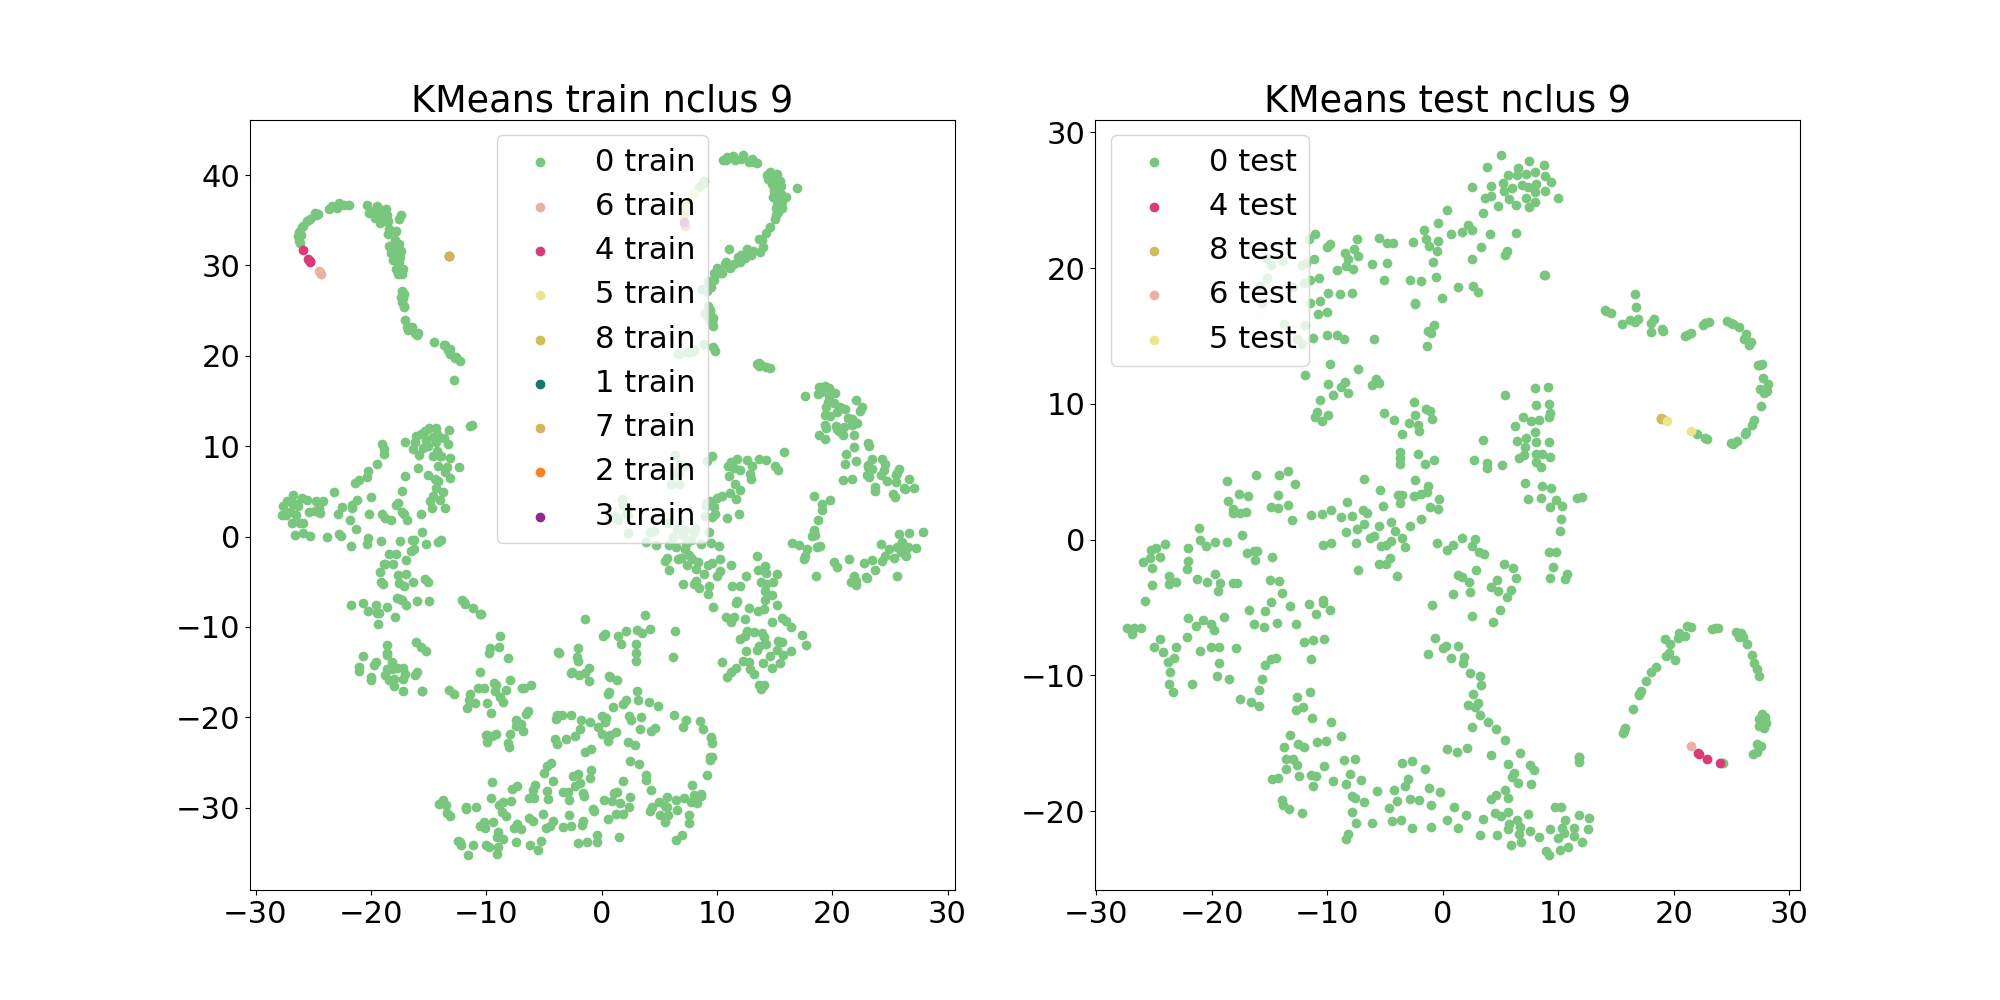 KMeans train nclus 9
0 train
6 train
4 train
5 train
8 train
1 train
7 train
2 train
3 train
40
30
20
10
0
−10
−20
−30
−30 −20 −10 0 10 20 30
KMeans test nclus 9
0 test
4 test
8 test
6 test
5 test
30
20
10
0
−10
−20
−30 −20 −10 0 10 20 30